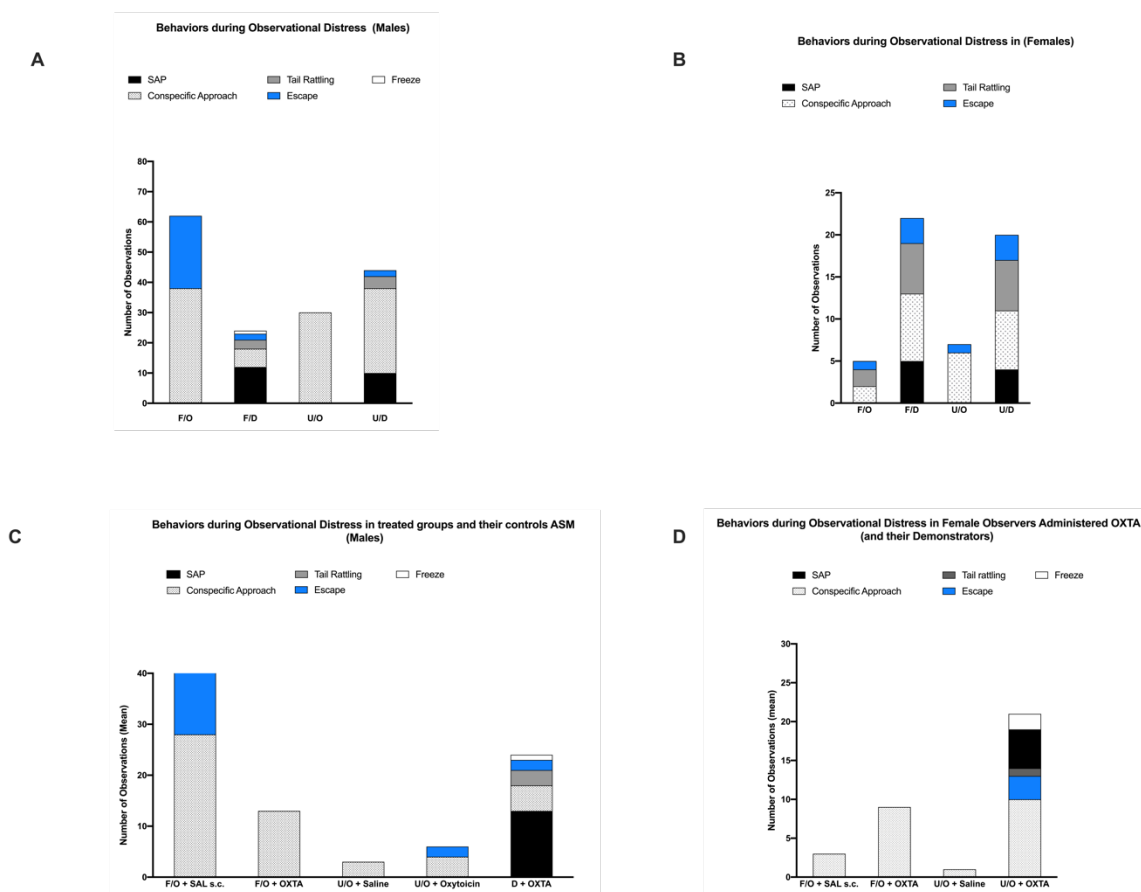 A
Behaviors during Observational Distress (Males)
SAP
Tail Rattling
Freeze
Conspecific Approach
Escape
Number of Observations
80
70
60
50
40
30
20
10
0
F/O
F/D
U/O
U/D
B
Behaviors during Observational Distress in (Females)
SAP
Tail Rattling
Conspecific Approach
Escape
Number of Observations
25
20
15
10
5
0
F/O
F/D
U/O
U/D
C
Behaviors during Observational Distress in treated groups and their controls ASM
(Males)
SAP
Tail Rattling
Freeze
Conspecific Approach
Escape
Number of Observations (Mean)
40
30
20
10
0
F/O + SAL s.c.
F/O + OXTA
U/O + Saline
U/O + Oxytoicin
D + OXTA
D
Behaviors during Observational Distress in Female Observers Administered OXTA
(and their Demonstrators)
SAP
Tail rattling
Freeze
Conspecific Approach
Escape
Number of Observations (mean)
30
25
20
15
10
5
0
F/O + SAL s.c.
F/O + OXTA
U/O + Saline
U/O + OXTA